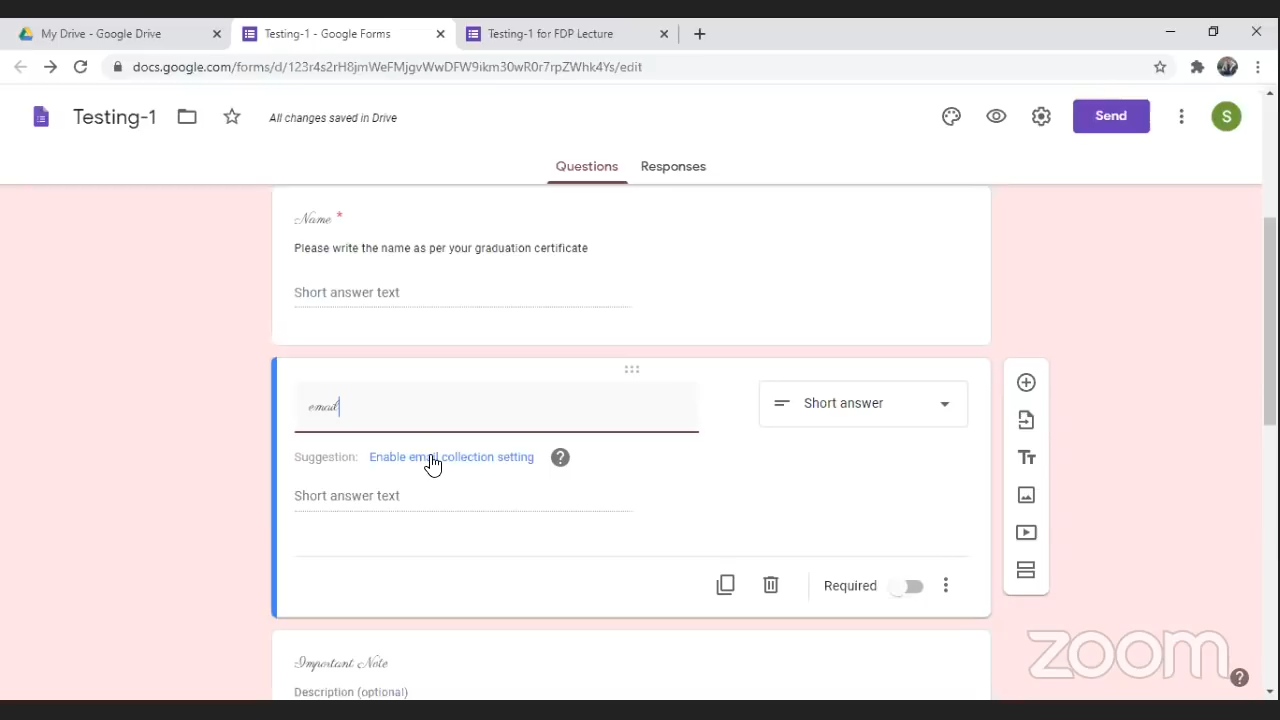 My Drive - Google Drive
Testing-1 - Google Forms
Testing-1 for FDP Lecture
docs.google.com/forms/d/123r4s2rH8jmWeFMjgvWwDFW9ikm30wR0r7rpZWhk4Ys/edit
Testing-1
All changes saved in Drive
Send
S
Questions
Responses
Name *
Please write the name as per your graduation certificate
Short answer text
email
Short answer
Suggestion: Enable email collection setting
Short answer text
Required
Important Note
Description (optional)
zoom